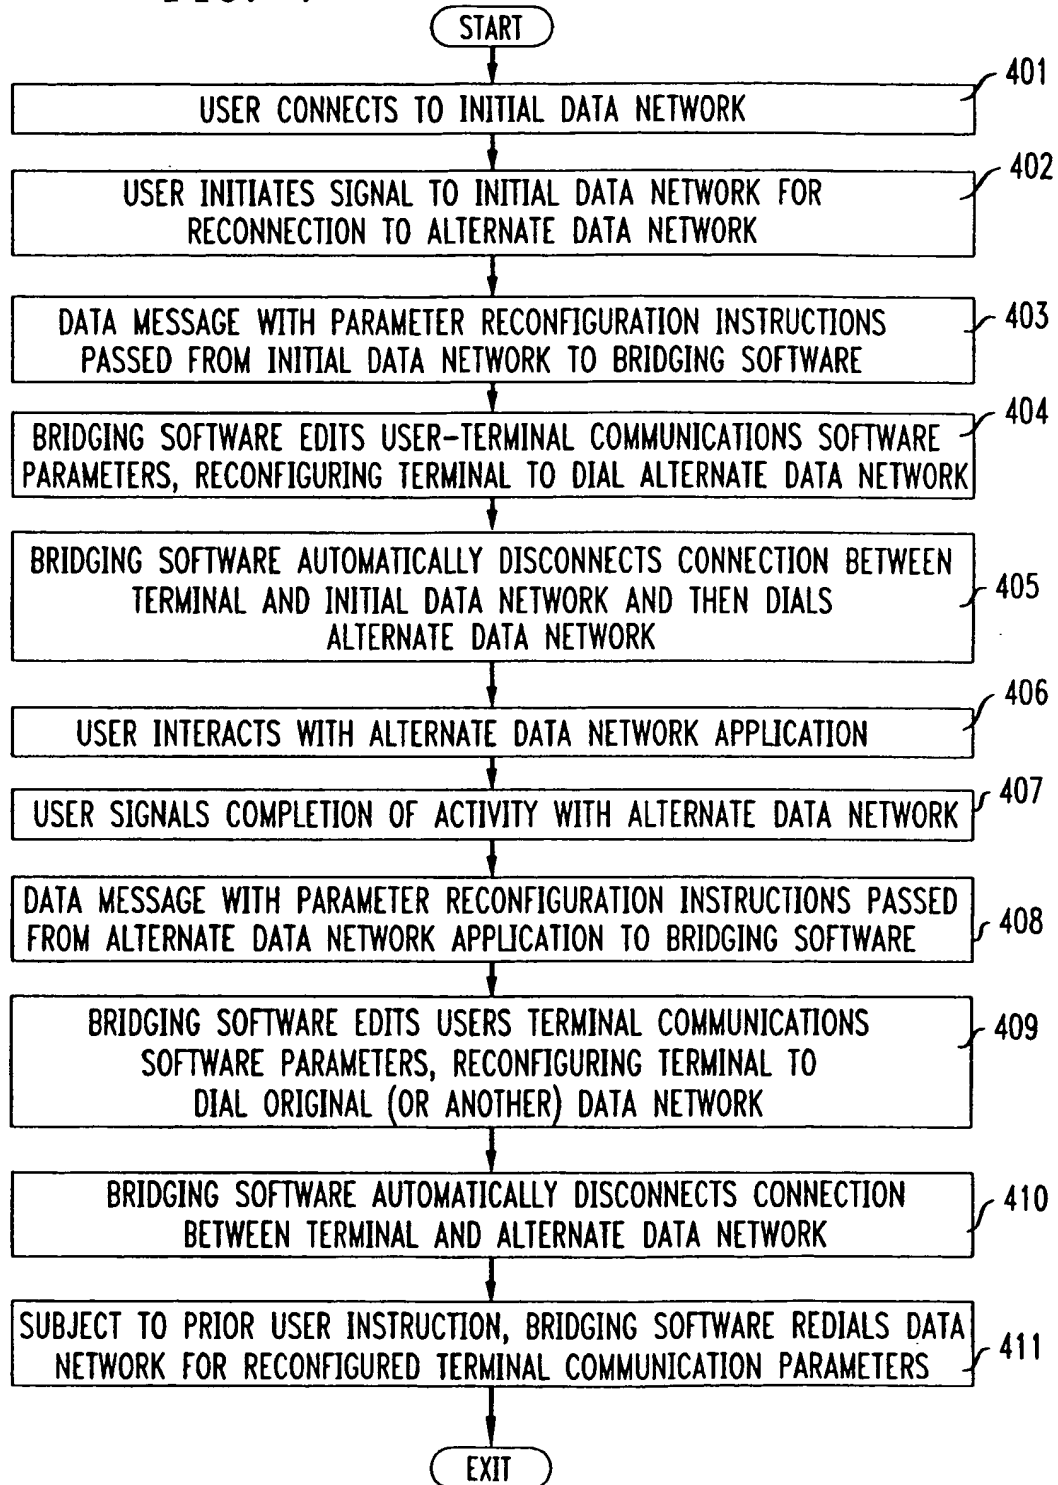 START
401
USER CONNECTS TO INITIAL DATA NETWORK
402
USER INITIATES SIGNAL TO INITIAL DATA NETWORK FOR
RECONNECTION TO ALTERNATE DATA NETWORK
403
DATA MESSAGE WITH PARAMETER RECONFIGURATION INSTRUCTIONS
PASSED FROM INITIAL DATA NETWORK TO BRIDGING SOFTWARE
404
BRIDGING SOFTWARE EDITS USER-TERMINAL COMMUNICATIONS SOFTWARE
PARAMETERS, RECONFIGURING TERMINAL TO DIAL ALTERNATE DATA NETWORK
BRIDGING SOFTWARE AUTOMATICALLY DISCONNECTS CONNECTION BETWEEN
TERMINAL AND INITIAL DATA NETWORK AND THEN DIALS
ALTERNATE DATA NETWORK
405
406
USER INTERACTS WITH ALTERNATE DATA NETWORK APPLICATION
407
USER SIGNALS COMPLETION OF ACTIVITY WITH ALTERNATE DATA NETWORK
DATA MESSAGE WITH PARAMETER RECONFIGURATION INSTRUCTIONS PASSED
FROM ALTERNATE DATA NETWORK APPLICATION TO BRIDGING SOFTWARE
408
BRIDGING SOFTWARE EDITS USERS TERMINAL COMMUNICATIONS
SOFTWARE PARAMETERS, RECONFIGURING TERMINAL TO
DIAL ORIGINAL (OR ANOTHER) DATA NETWORK
409
BRIDGING SOFTWARE AUTOMATICALLY DISCONNECTS CONNECTION
BETWEEN TERMINAL AND ALTERNATE DATA NETWORK
410
SUBJECT TO PRIOR USER INSTRUCTION, BRIDGING SOFTWARE REDIALS DATA
NETWORK FOR RECONFIGURED TERMINAL COMMUNICATION PARAMETERS
411
EXIT